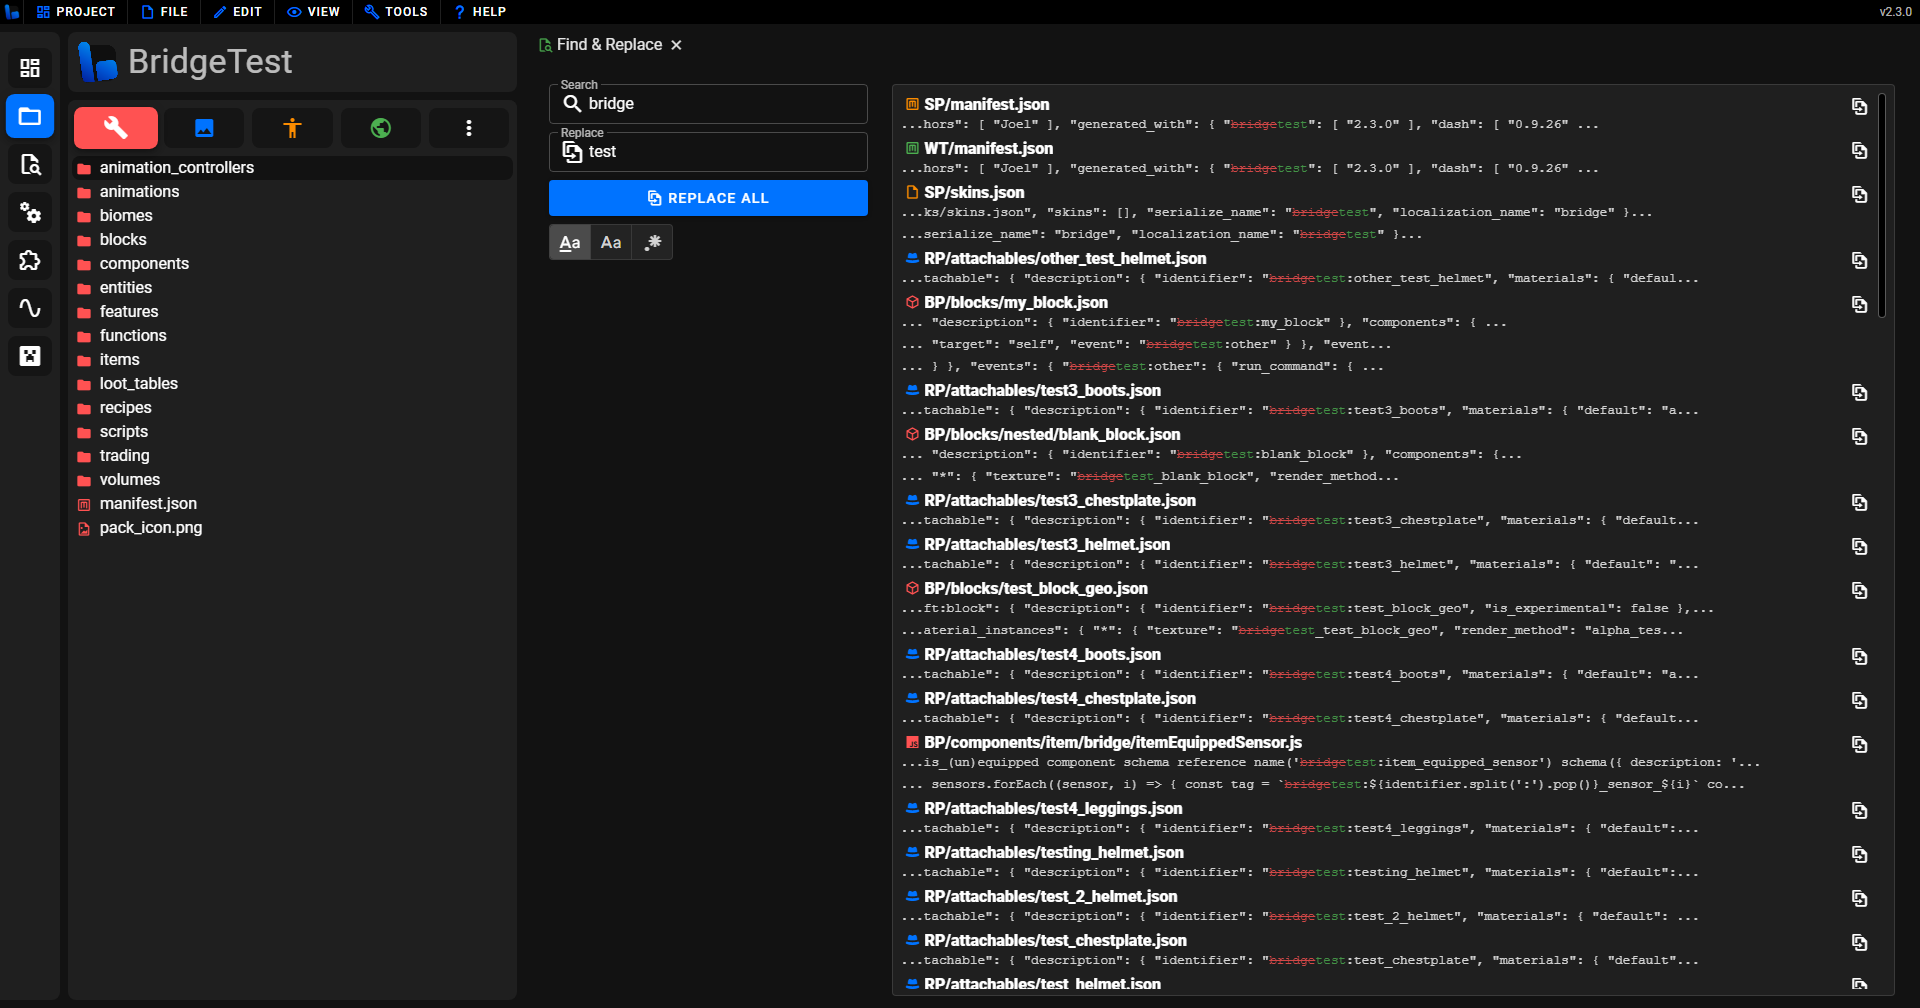 PROJECT FILE EDIT VIEW TOOLS HELP v2.3.0
BridgeTest
animation_controllers
animations
biomes
blocks
components
entities
features
functions
items
loot_tables
recipes
scripts
trading
volumes
manifest.json
pack_icon.png
Find & Replace
Search
bridge
Replace
test
REPLACE ALL
Aa Aa .*
SP/manifest.json
...hors": [ "Joel" ], "generated_with": { "bridgetest": [ "2.3.0" ], "dash": [ "0.9.26" ...
WT/manifest.json
...hors": [ "Joel" ], "generated_with": { "bridgetest": [ "2.3.0" ], "dash": [ "0.9.26" ...
SP/skins.json
...ks/skins.json", "skins": [], "serialize_name": "bridgetest", "localization_name": "bridge" }...
...serialize_name": "bridge", "localization_name": "bridgetest" }...
RP/attachables/other_test_helmet.json
...tachable": { "description": { "identifier": "bridgetest:other_test_helmet", "materials": { "defaul...
BP/blocks/my_block.json
... "description": { "identifier": "bridgetest:my_block" }, "components": { ...
... "target": "self", "event": "bridgetest:other" } }, "event...
... } }, "events": { "bridgetest:other": { "run_command": { ...
RP/attachables/test3_boots.json
...tachable": { "description": { "identifier": "bridgetest:test3_boots", "materials": { "default": "a...
BP/blocks/nested/blank_block.json
... "description": { "identifier": "bridgetest:blank_block" }, "components": {...
... "*": { "texture": "bridgetest_blank_block", "render_method...
RP/attachables/test3_chestplate.json
...tachable": { "description": { "identifier": "bridgetest:test3_chestplate", "materials": { "default...
RP/attachables/test3_helmet.json
...tachable": { "description": { "identifier": "bridgetest:test3_helmet", "materials": { "default": "...
BP/blocks/test_block_geo.json
...ft:block": { "description": { "identifier": "bridgetest:test_block_geo", "is_experimental": false },...
...aterial_instances": { "*": { "texture": "bridgetest_test_block_geo", "render_method": "alpha_tes...
RP/attachables/test4_boots.json
...tachable": { "description": { "identifier": "bridgetest:test4_boots", "materials": { "default": "a...
RP/attachables/test4_chestplate.json
...tachable": { "description": { "identifier": "bridgetest:test4_chestplate", "materials": { "default...
BP/components/item/bridge/itemEquippedSensor.js
...is_(un)equipped component schema reference name('bridgetest:item_equipped_sensor') schema({ description: '...
... sensors.forEach((sensor, i) => { const tag = `bridgetest:${identifier.split(':').pop()}_sensor_${i}` co...
RP/attachables/test4_leggings.json
...tachable": { "description": { "identifier": "bridgetest:test4_leggings", "materials": { "default":...
RP/attachables/testing_helmet.json
...tachable": { "description": { "identifier": "bridgetest:testing_helmet", "materials": { "default":...
RP/attachables/test_2_helmet.json
...tachable": { "description": { "identifier": "bridgetest:test_2_helmet", "materials": { "default": ...
RP/attachables/test_chestplate.json
...tachable": { "description": { "identifier": "bridgetest:test_chestplate", "materials": { "default"...
RP/attachables/test_helmet.json